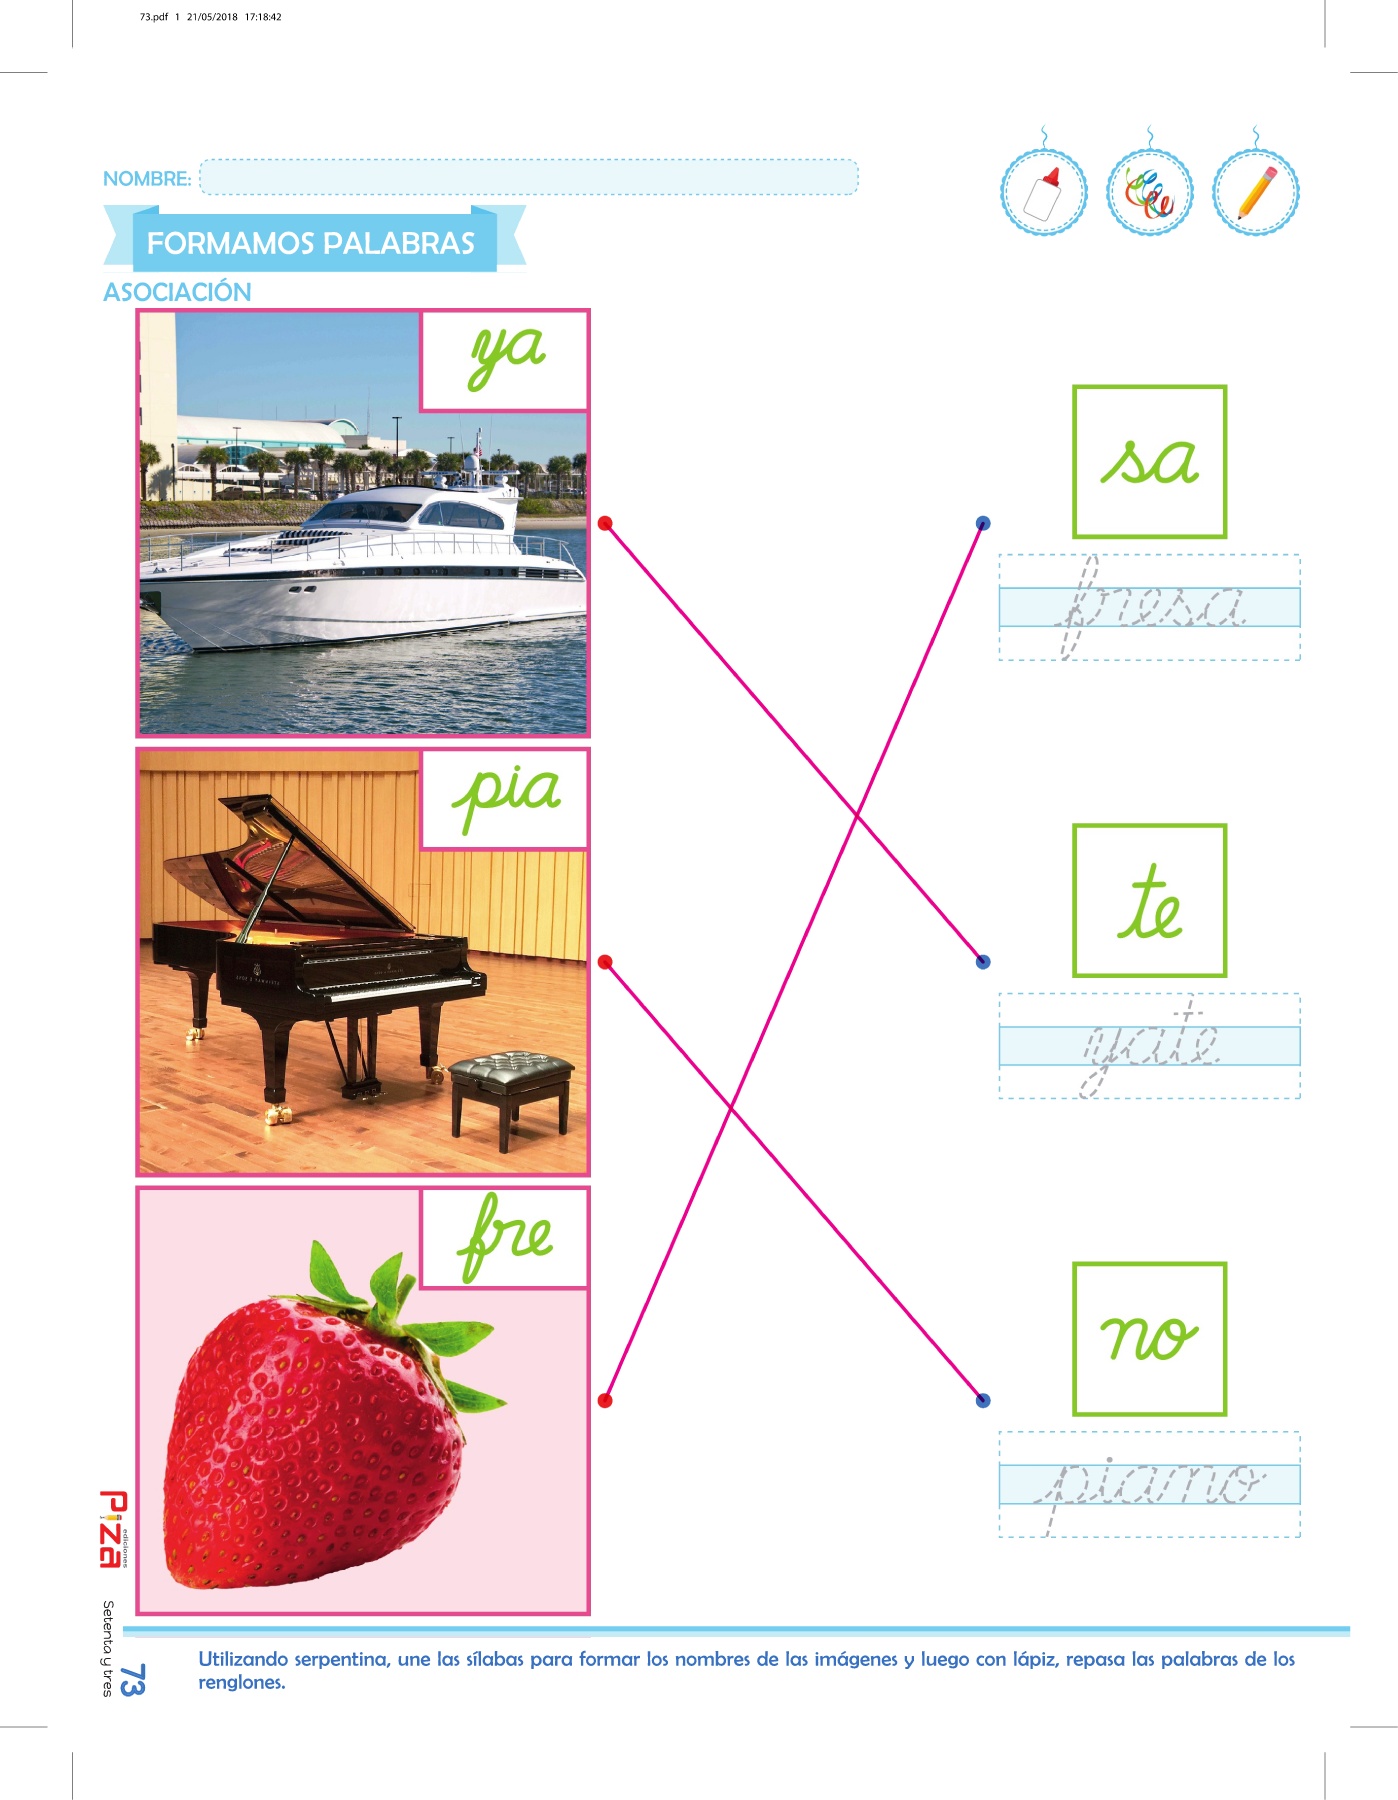 73.pdf 1 21/05/2018 17:18:42
NOMBRE:
FORMAMOS PALABRAS
ASOCIACIÓN
ya
sa
fresa
pia
te
yate
fre
no
piano
Piza
ediciones
Setenta y tres
73
Utilizando serpentina, une las sílabas para formar los nombres de las imágenes y luego con lápiz, repasa las palabras de los
renglones.